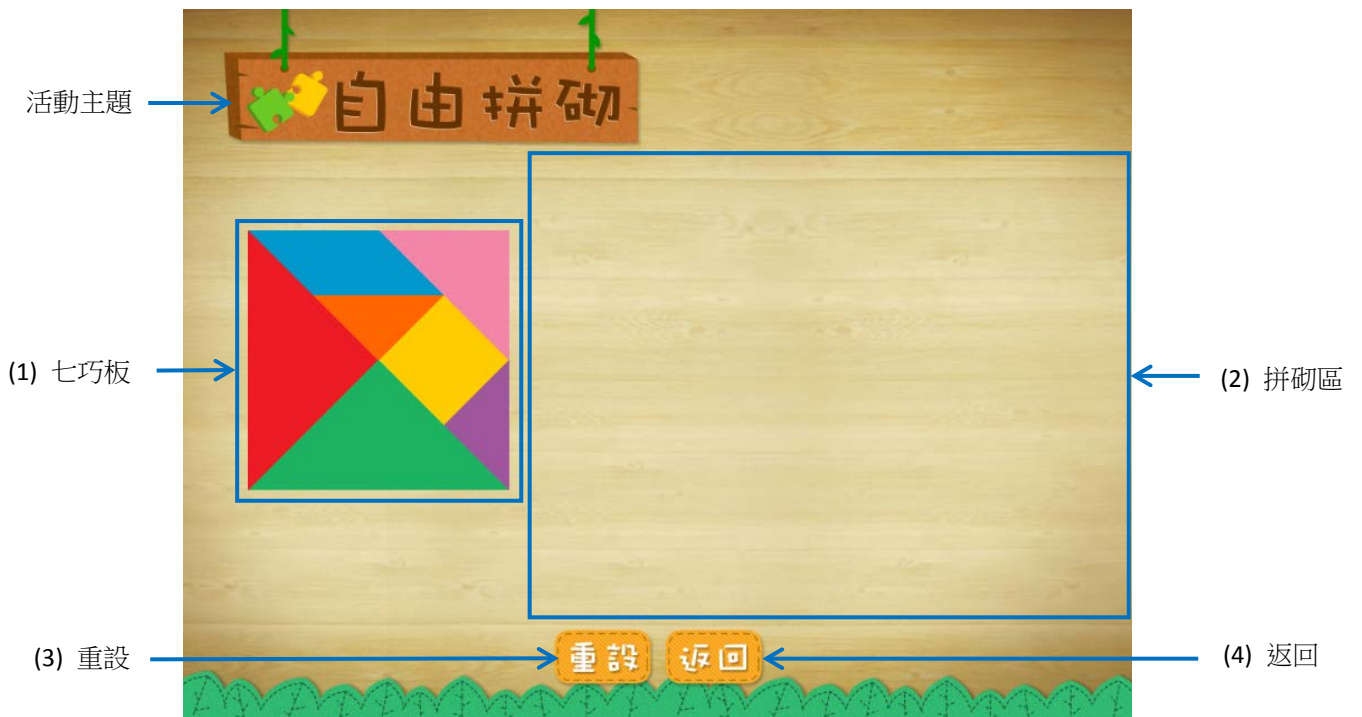 自由拼砌
活動主題
(1) 七巧板
(2) 拼砌區
(3) 重設
重設
返回
(4) 返回